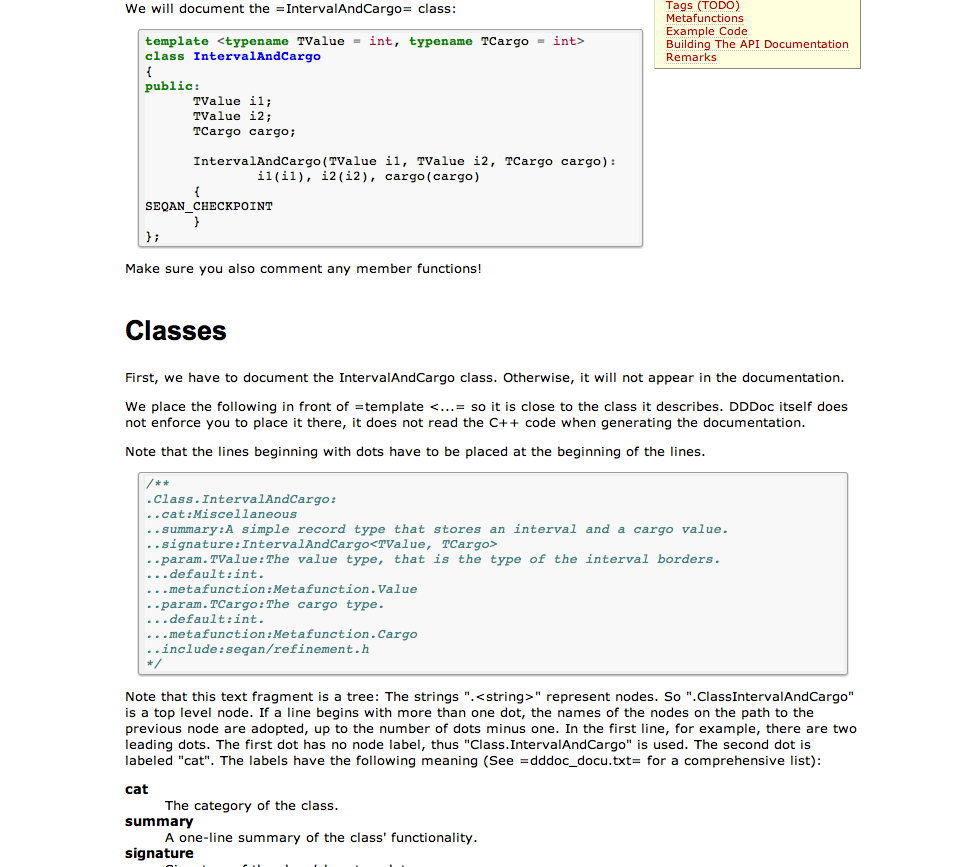 We will document the =IntervalAndCargo= class:
Tags (TODO)
Metafunctions
Example Code
Building The API Documentation
Remarks
template <typename TValue = int, typename TCargo = int>
class IntervalAndCargo
{
public:
TValue i1;
TValue i2;
TCargo cargo;
IntervalAndCargo(TValue i1, TValue i2, TCargo cargo):
i1(i1), i2(i2), cargo(cargo)
{
SEQAN_CHECKPOINT
}
};
Make sure you also comment any member functions!
Classes
First, we have to document the IntervalAndCargo class. Otherwise, it will not appear in the documentation.
We place the following in front of =template <...= so it is close to the class it describes. DDDoc itself does
not enforce you to place it there, it does not read the C++ code when generating the documentation.
Note that the lines beginning with dots have to be placed at the beginning of the lines.
/**
.Class.IntervalAndCargo:
..cat:Miscellaneous
..summary:A simple record type that stores an interval and a cargo value.
..signature:IntervalAndCargo<TValue, TCargo>
..param.TValue:The value type, that is the type of the interval borders.
...default:int.
...metafunction:Metafunction.Value
..param.TCargo:The cargo type.
...default:int.
...metafunction:Metafunction.Cargo
..include:seqan/refinement.h
*/
Note that this text fragment is a tree: The strings ".<string>" represent nodes. So ".ClassIntervalAndCargo"
is a top level node. If a line begins with more than one dot, the names of the nodes on the path to the
previous node are adopted, up to the number of dots minus one. In the first line, for example, there are two
leading dots. The first dot has no node label, thus "Class.IntervalAndCargo" is used. The second dot is
labeled "cat". The labels have the following meaning (See =dddoc_docu.txt= for a comprehensive list):
cat
The category of the class.
summary
A one-line summary of the class' functionality.
signature